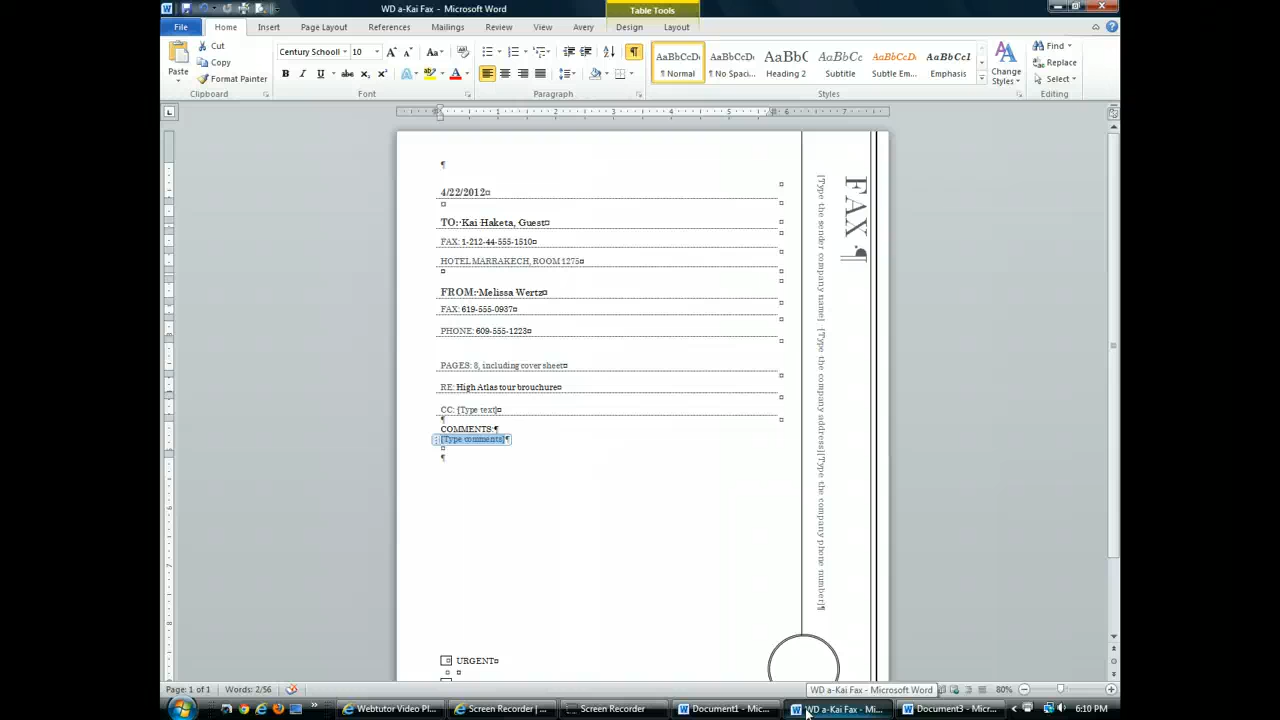 WD a-Kai Fax - Microsoft Word
Table Tools
File Home Insert Page Layout References Mailings Review View Avery Design Layout
Paste
Cut
Copy
Format Painter
Clipboard
Century Schooll 10
Font
Paragraph
AaBbCcDc AaBbCcDc AaBbC AaBbCc AaBbCcDc AaBbCc1
¶ Normal ¶ No Spaci... Heading 2 Subtitle Subtle Em... Emphasis
Change Styles
Styles
Find
Replace
Select
Editing
4/22/2012
TO: Kai Haketa, Guest
FAX: 1-212-44-555-1510
HOTEL MARRAKECH, ROOM 1275
FROM: Melissa Wertz
FAX: 619-555-0937
PHONE: 609-555-1223
PAGES: 8, including cover sheet
RE: High Atlas tour brouchure
CC: [Type text]
COMMENTS:
[Type comments]
URGENT
FAX
[Type the sender company name] [Type the company address][Type the company phone number]
WD a-Kai Fax - Microsoft Word
Page: 1 of 1 Words: 2/56 80%
Webtutor Video Pl... Screen Recorder | ... Screen Recorder Document1 - Mic... WD a-Kai Fax - Mi... Document3 - Mic... 6:10 PM